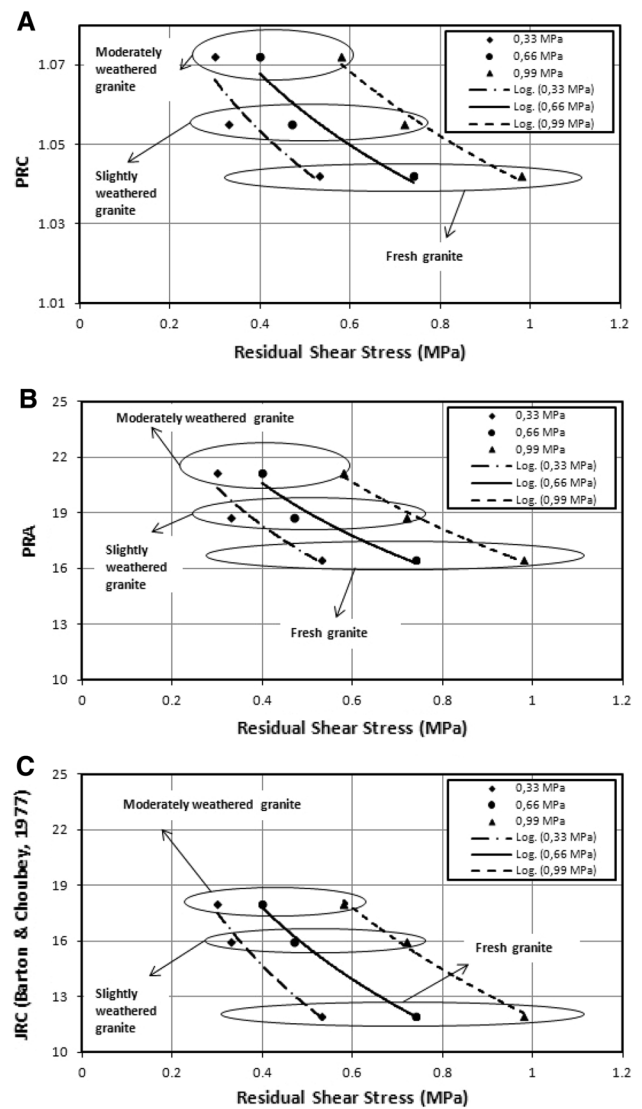 A
Moderately
weathered
granite
Slightly
weathered
granite
Fresh granite
0,33 MPa
0,66 MPa
0,99 MPa
Log. (0,33 MPa)
Log. (0,66 MPa)
Log. (0,99 MPa)
PRC
1.07
1.05
1.03
1.01
0 0.2 0.4 0.6 0.8 1 1.2
Residual Shear Stress (MPa)
B
Moderately weathered granite
Slightly
weathered
granite
Fresh granite
0,33 MPa
0,66 MPa
0,99 MPa
Log. (0,33 MPa)
Log. (0,66 MPa)
Log. (0,99 MPa)
PRA
25
22
19
16
13
10
0 0.2 0.4 0.6 0.8 1 1.2
Residual Shear Stress (MPa)
C
Moderately weathered granite
Slightly
weathered
granite
Fresh granite
0,33 MPa
0,66 MPa
0,99 MPa
Log. (0,33 MPa)
Log. (0,66 MPa)
Log. (0,99 MPa)
JRC (Barton & Choubey, 1977)
25
22
19
16
13
10
0 0.2 0.4 0.6 0.8 1 1.2
Residual Shear Stress (MPa)